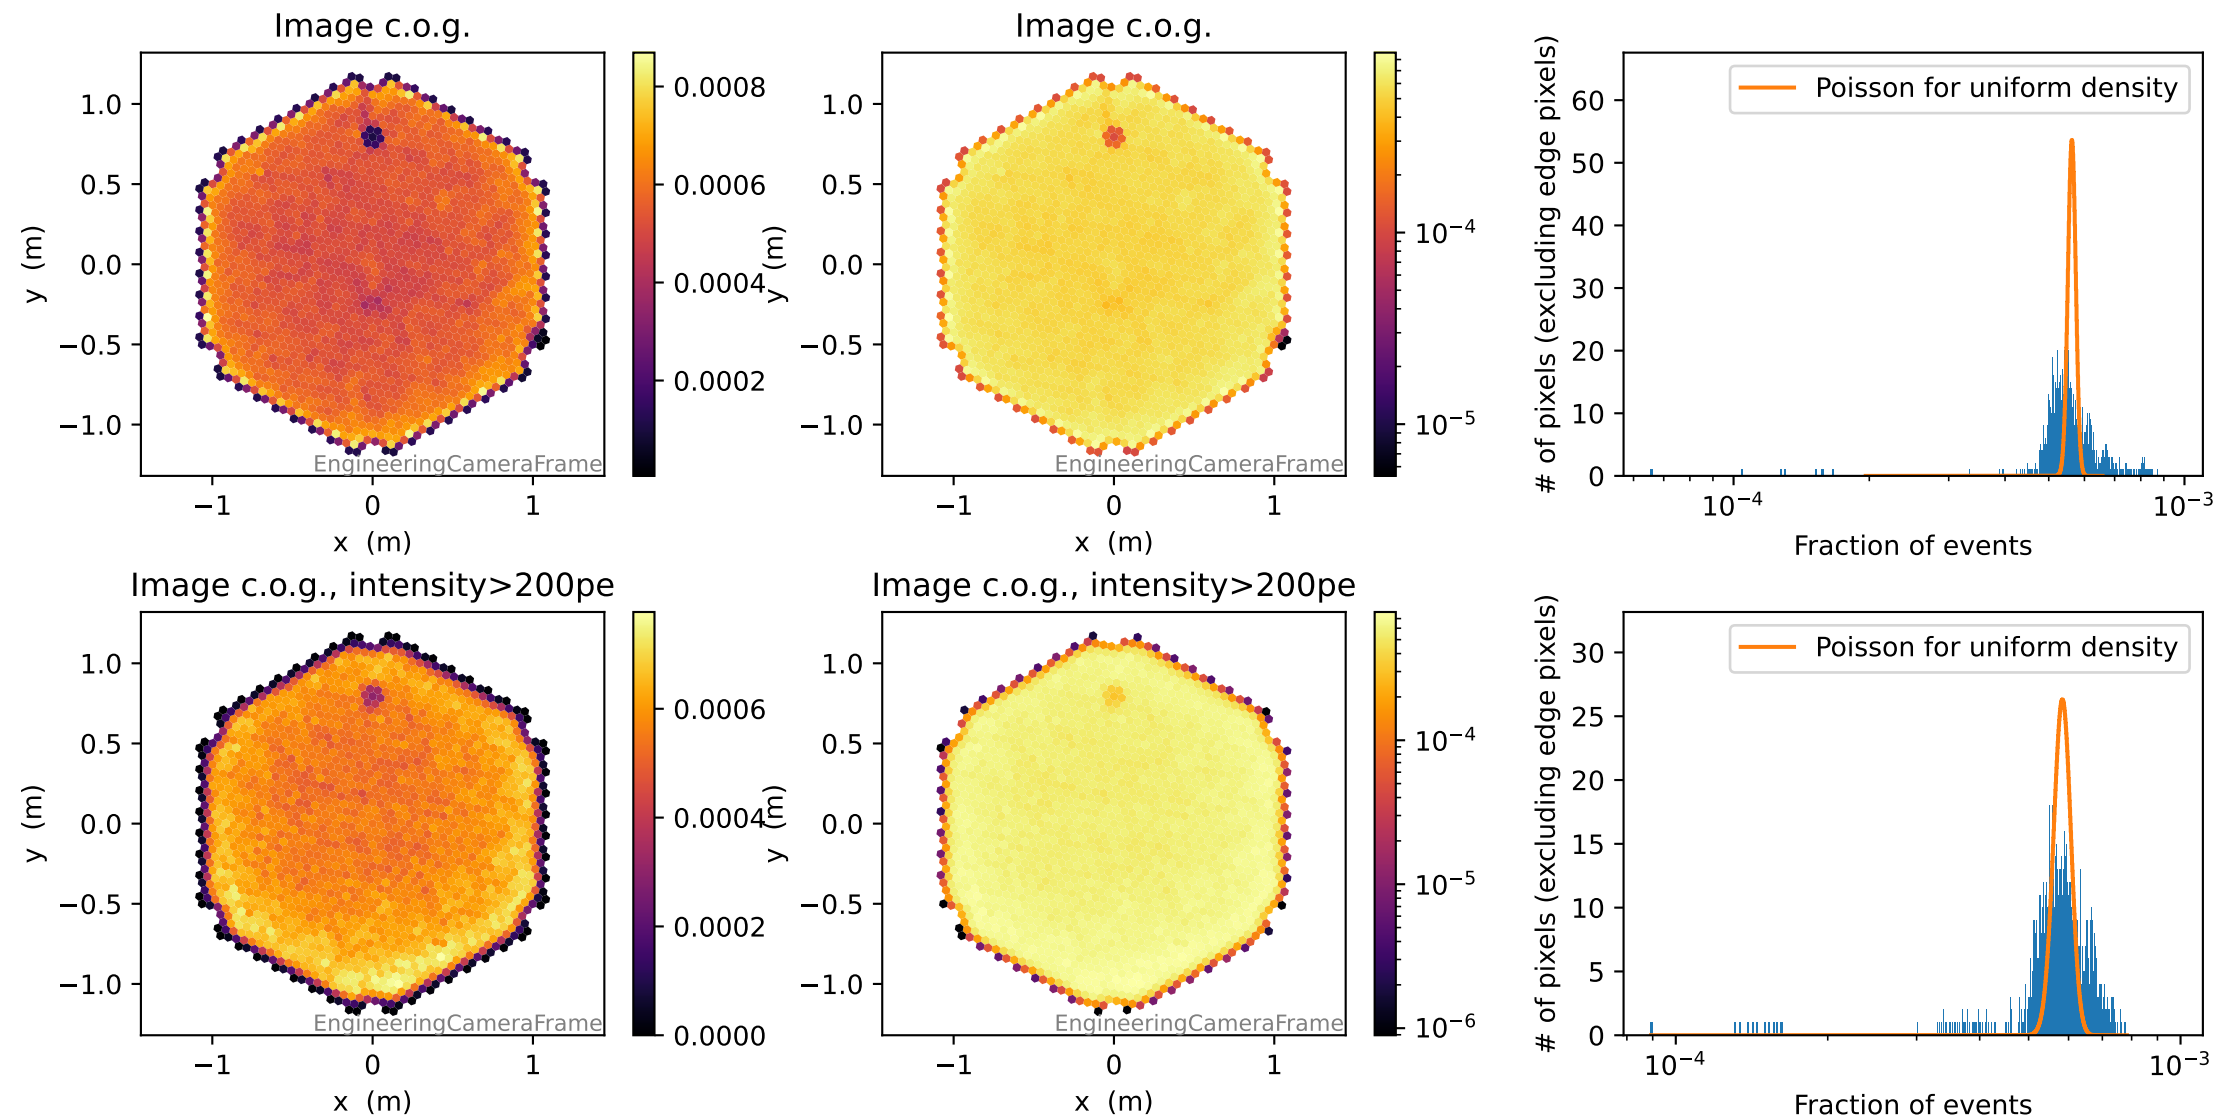 Image c.o.g.
1.0
0.5
0.0
−0.5
−1.0
y (m)
−1
0
1
x (m)
EngineeringCameraFrame
0.0008
0.0006
0.0004
0.0002
Image c.o.g.
1.0
0.5
0.0
−0.5
−1.0
y (m)
−1
0
1
x (m)
EngineeringCameraFrame
10⁻⁴
10⁻⁵
# of pixels (excluding edge pixels)
60
50
40
30
20
10
0
Poisson for uniform density
10⁻⁴
10⁻³
Fraction of events
Image c.o.g., intensity>200pe
1.0
0.5
0.0
−0.5
−1.0
y (m)
−1
0
1
x (m)
EngineeringCameraFrame
0.0006
0.0004
0.0002
0.0000
Image c.o.g., intensity>200pe
1.0
0.5
0.0
−0.5
−1.0
y (m)
−1
0
1
x (m)
EngineeringCameraFrame
10⁻⁴
10⁻⁵
10⁻⁶
# of pixels (excluding edge pixels)
30
25
20
15
10
5
0
Poisson for uniform density
10⁻⁴
10⁻³
Fraction of events